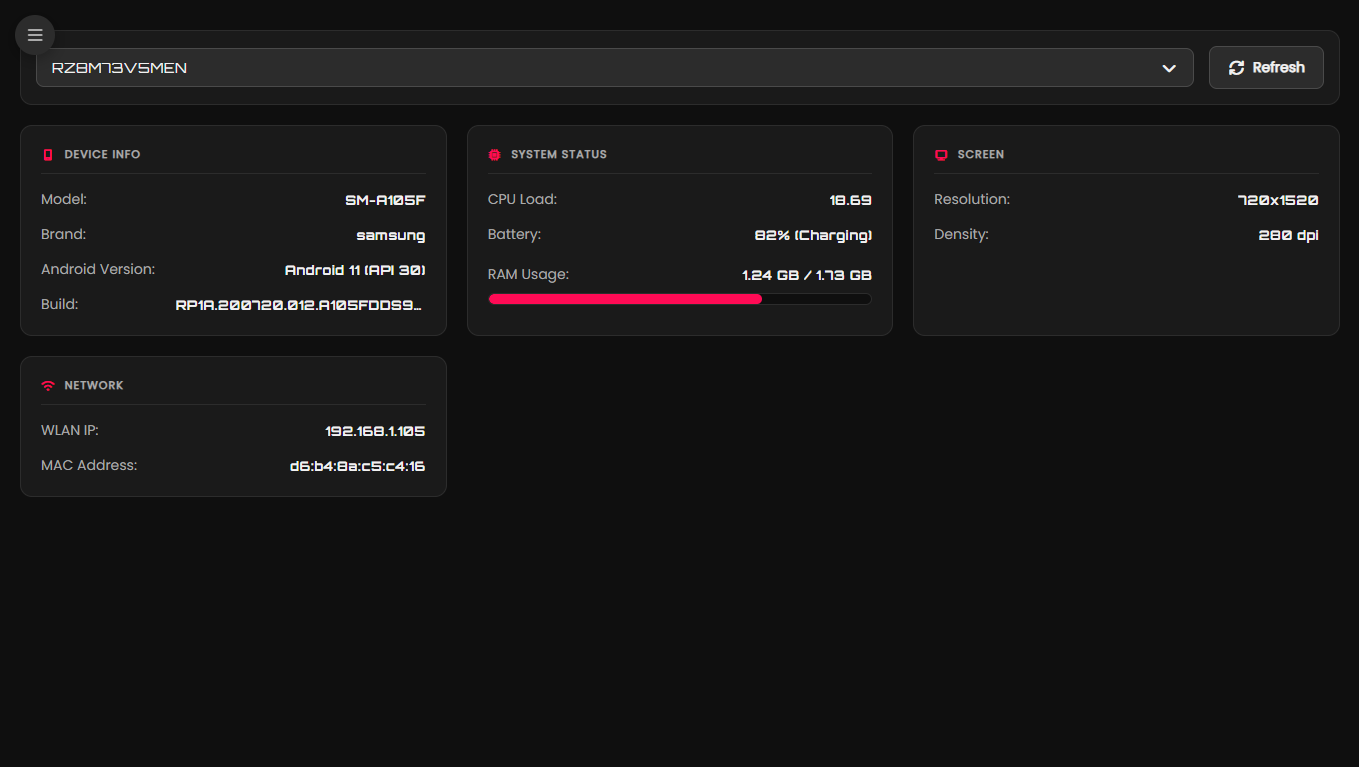 RZ8M73V5MEN
Refresh
DEVICE INFO
Model: SM-A105F
Brand: samsung
Android Version: Android 11 (API 30)
Build: RP1A.200720.012.A105FDDS9...
SYSTEM STATUS
CPU Load: 18.69
Battery: 82% (Charging)
RAM Usage: 1.24 GB / 1.73 GB
SCREEN
Resolution: 720x1520
Density: 280 dpi
NETWORK
WLAN IP: 192.168.1.105
MAC Address: d6:b4:8a:c5:c4:16